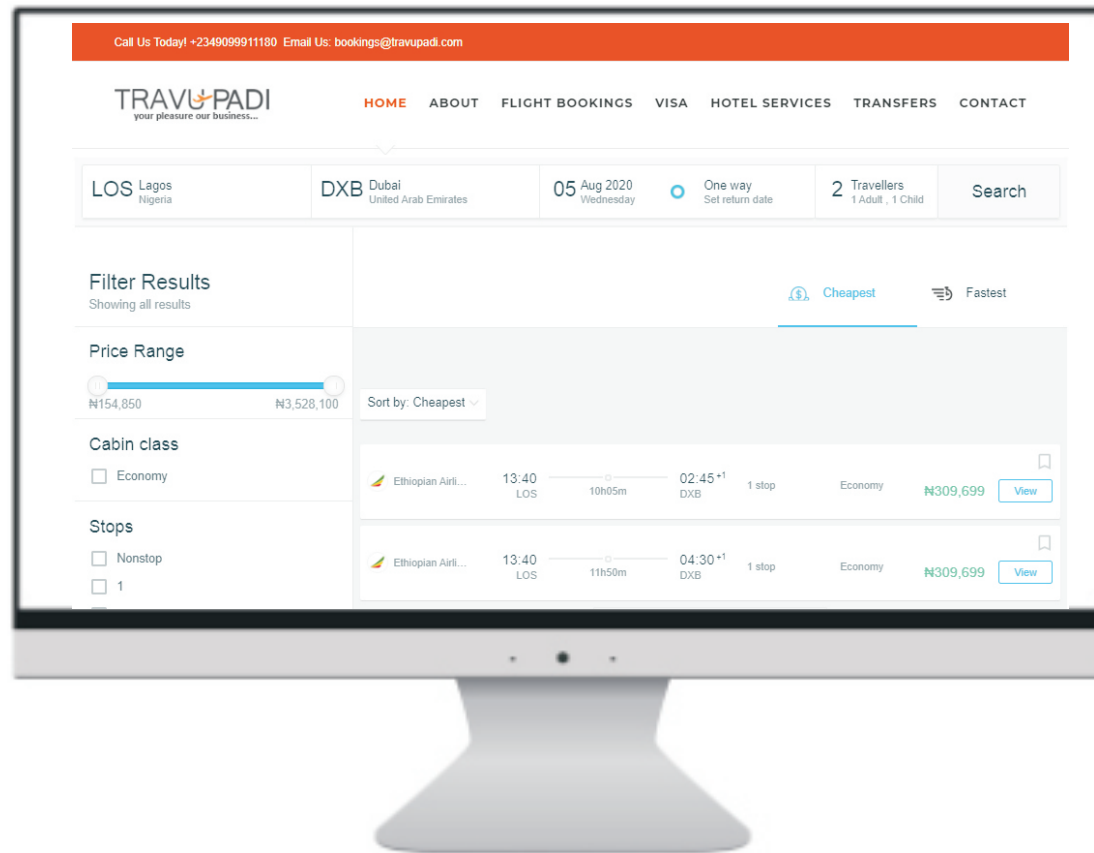 Call Us Today! +2349099911180 Email Us: bookings@travupadi.com
TRAVUPADI
your pleasure our business...
HOME ABOUT FLIGHT BOOKINGS VISA HOTEL SERVICES TRANSFERS CONTACT
LOS Lagos Nigeria
DXB Dubai United Arab Emirates
05 Aug 2020 Wednesday
One way Set return date
2 Travellers 1 Adult , 1 Child
Search
Filter Results
Showing all results
Cheapest Fastest
Price Range
₦154,850 ₦3,528,100
Sort by: Cheapest
Cabin class
Economy
Stops
Nonstop
1
Ethiopian Airli... 13:40 LOS 10h05m 02:45+1 DXB 1 stop Economy ₦309,699 View
Ethiopian Airli... 13:40 LOS 11h50m 04:30+1 DXB 1 stop Economy ₦309,699 View